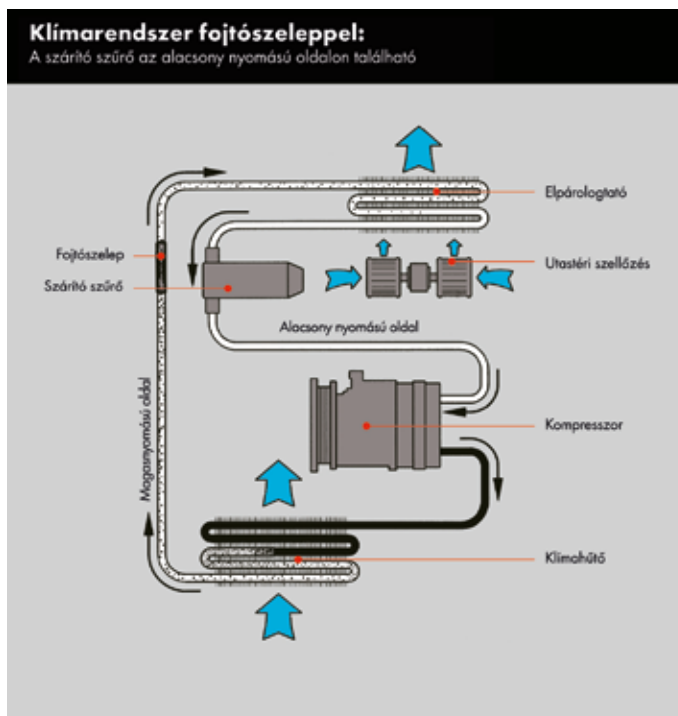 Klímarendszer fojtószeleppel:
A szárító szűrő az alacsony nyomású oldalon található
Elpárologtató
Fojtószelep
Utastéri szellőzés
Szárító szűrő
Alacsony nyomású oldal
Magasnyomású oldal
Kompresszor
Klímahűtő